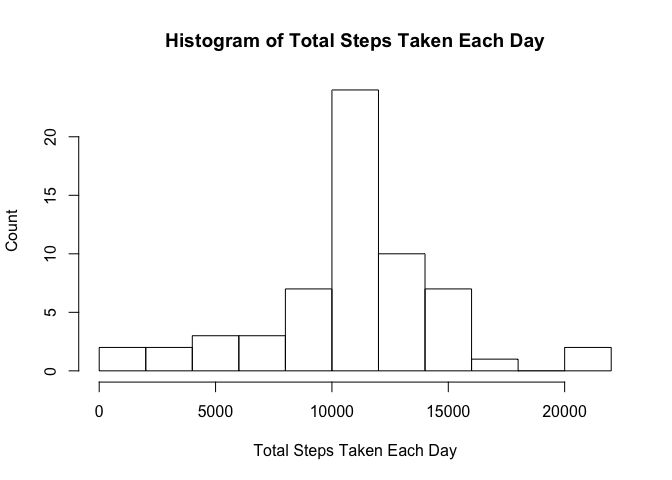 Histogram of Total Steps Taken Each Day
Count
20
15
10
5
0
0 5000 10000 15000 20000
Total Steps Taken Each Day